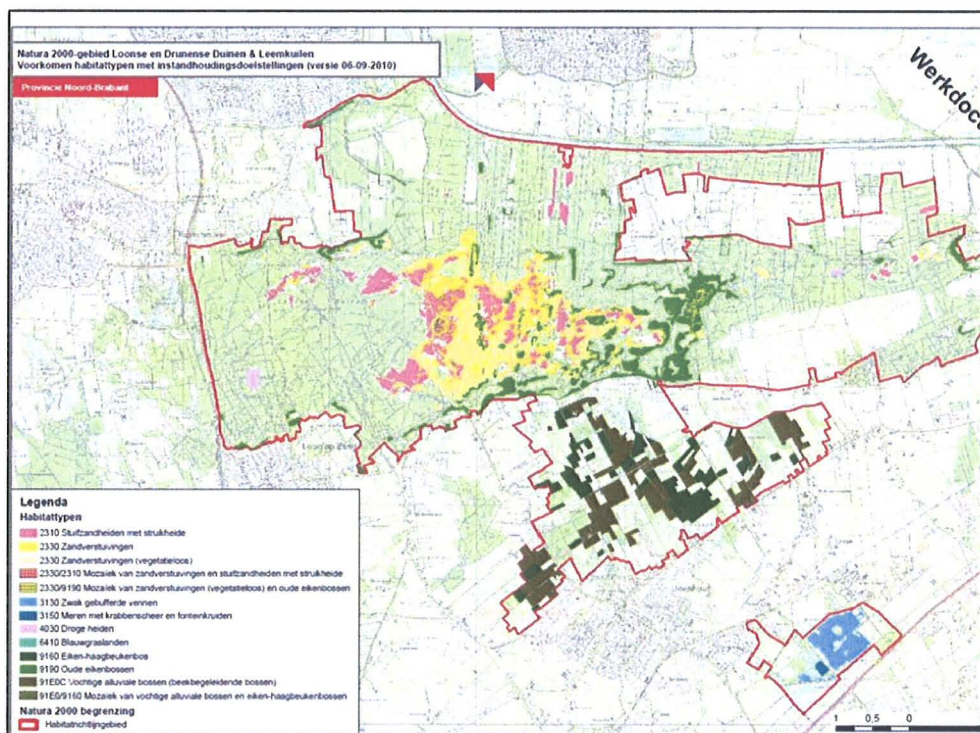 Natura 2000-gebied Loonse en Drunense Duinen & Leemkuilen
Voorkomen habitattypen met instandhoudingsdoelstellingen (versie 06-09-2010)
Provincie Noord-Brabant
Werkdoc
Legenda
Habitattypen
2310 Stuifzandheiden met struikheide
2330 Zandverstuivingen
2330 Zandverstuivingen (vegetatieloos)
2330/2310 Mozaïek van zandverstuivingen en stuifzandheiden met struikheide
2330/9190 Mozaïek van zandverstuivingen (vegetatieloos) en oude eikenbossen
3130 Zwak gebufferde vennen
3150 Meren met krabbenscheer en fonteinkruiden
4030 Droge heiden
6410 Blauwgraslanden
9160 Eiken-haagbeukenbos
9190 Oude eikenbossen
91E0C Vochtige alluviale bossen (beekbegeleidende bossen)
91E0/9160 Mozaïek van vochtige alluviale bossen en eiken-haagbeukenbossen
Natura 2000 begrenzing
Habitatrichtlijngebied
1 0,5 0